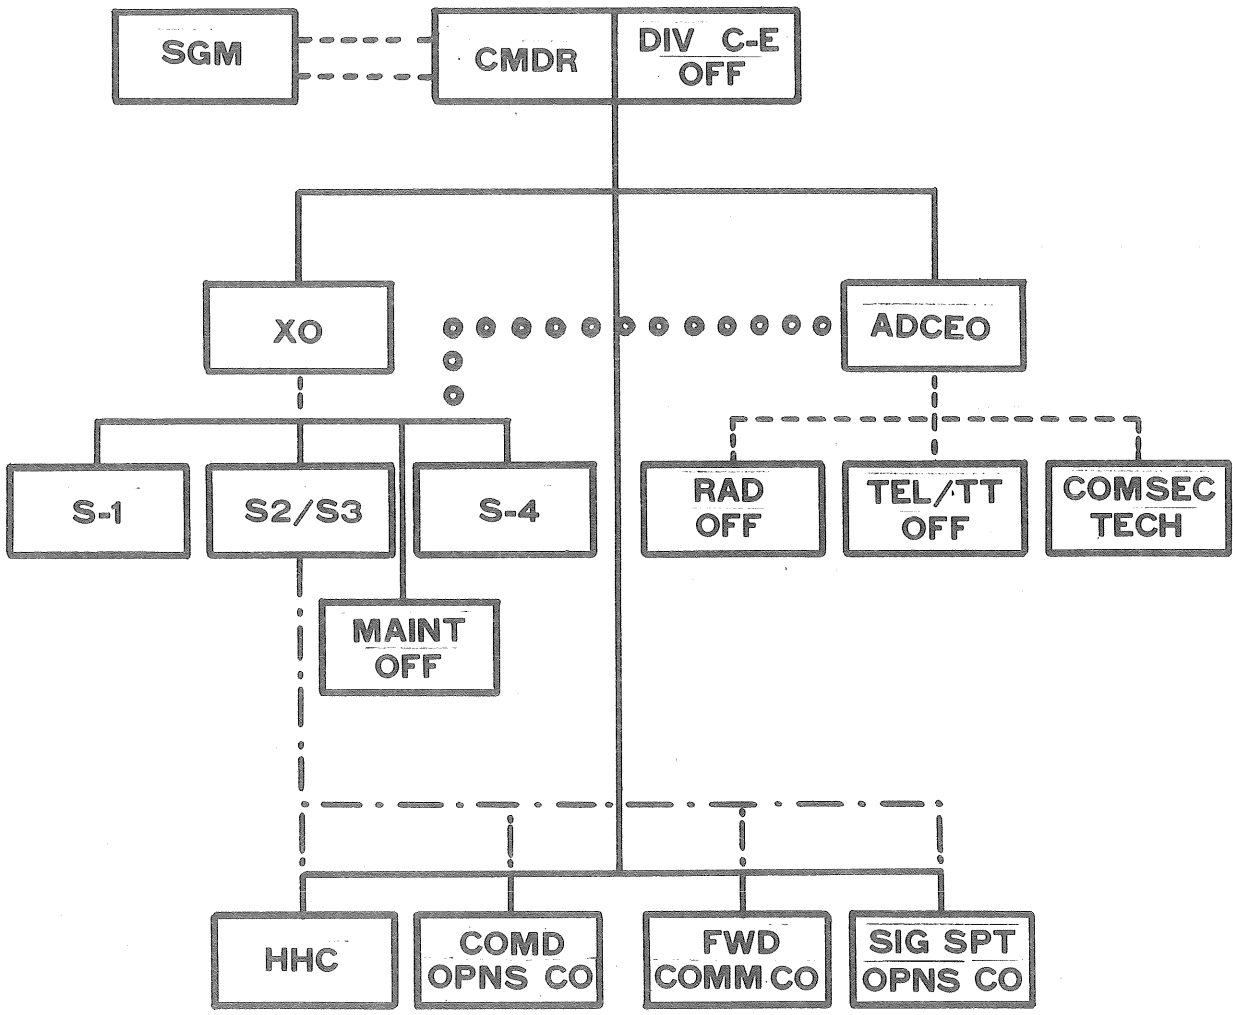 SGM
CMDR
DIV C-E
OFF
XO
ADCEO
S-1
S2/S3
S-4
RAD
OFF
TEL/TT
OFF
COMSEC
TECH
MAINT
OFF
HHC
COMD
OPNS CO
FWD
COMM CO
SIG SPT
OPNS CO